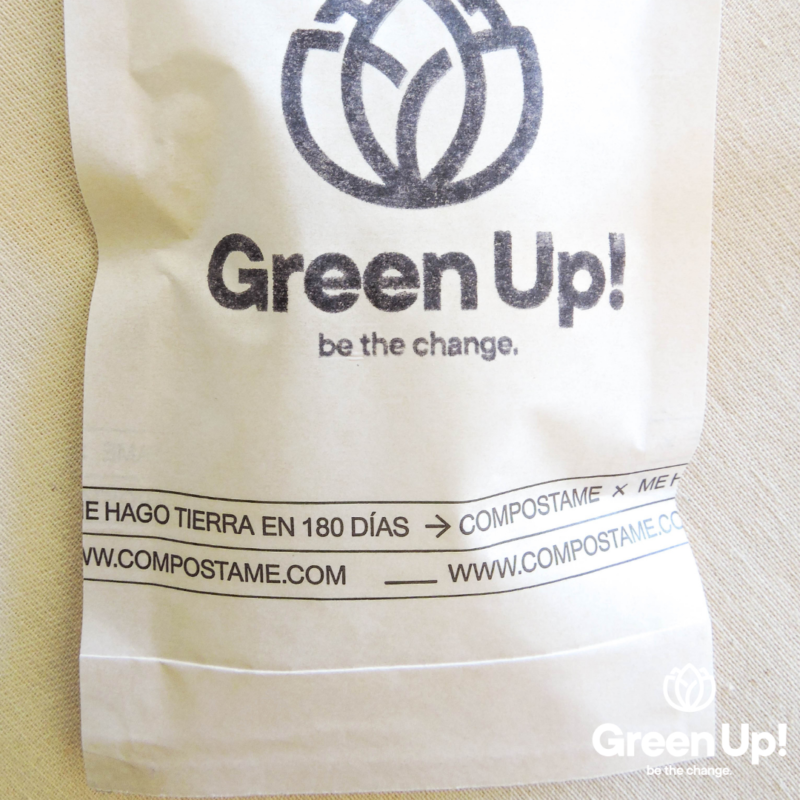 Green Up!
be the change.
E HAGO TIERRA EN 180 DÍAS → COMPOSTAME × ME H
WW.COMPOSTAME.COM — WWW.COMPOSTAME.CO
Green Up!
be the change.